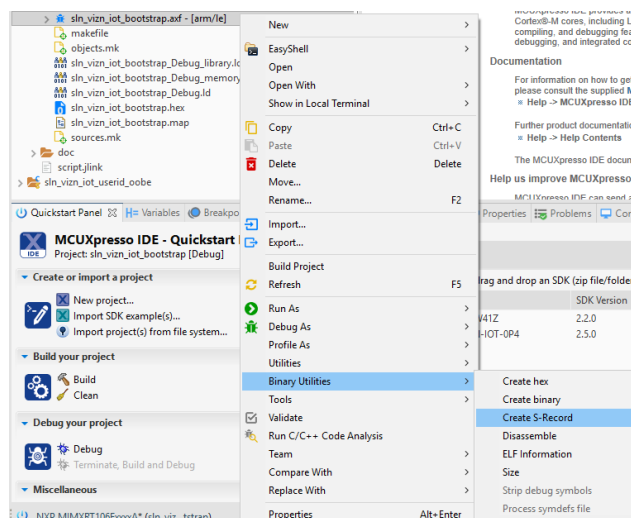 sln_vizn_iot_bootstrap.axf - [arm/le]
makefile
objects.mk
sln_vizn_iot_bootstrap_Debug_library.ld
sln_vizn_iot_bootstrap_Debug_memory
sln_vizn_iot_bootstrap_Debug.ld
sln_vizn_iot_bootstrap.hex
sln_vizn_iot_bootstrap.map
sources.mk
doc
script.jlink
sln_vizn_iot_userid_oobe
Quickstart Panel
Variables
Breakpo
MCUXpresso IDE - Quickstart
IDE
Project: sln_vizn_iot_bootstrap [Debug]
Create or import a project
New project...
Import SDK example(s)...
Import project(s) from file system...
Build your project
Build
Clean
Debug your project
Debug
Terminate, Build and Debug
Miscellaneous
New
EasyShell
Open
Open With
Show in Local Terminal
Copy Ctrl+C
Paste Ctrl+V
Delete Delete
Move...
Rename... F2
Import...
Export...
Build Project
Refresh F5
Run As
Debug As
Profile As
Utilities
Binary Utilities
Tools
Validate
Run C/C++ Code Analysis
Team
Compare With
Replace With
Properties Alt+Enter
Create hex
Create binary
Create S-Record
Disassemble
ELF Information
Size
Strip debug symbols
Process symdefs file
Cortex®-M cores, including L
compiling, and debugging fea
debugging, and integrated co
Documentation
For information on how to get
please consult the supplied M
Help -> MCUXpresso IDE
Further product documentatio
Help -> Help Contents
The MCUXpresso IDE docum
Help us improve MCUXpresso
MCUXpresso IDE can send a
Properties
Problems
Con
rag and drop an SDK (zip file/folde
SDK Version
W41Z 2.2.0
I-IOT-0P4 2.5.0